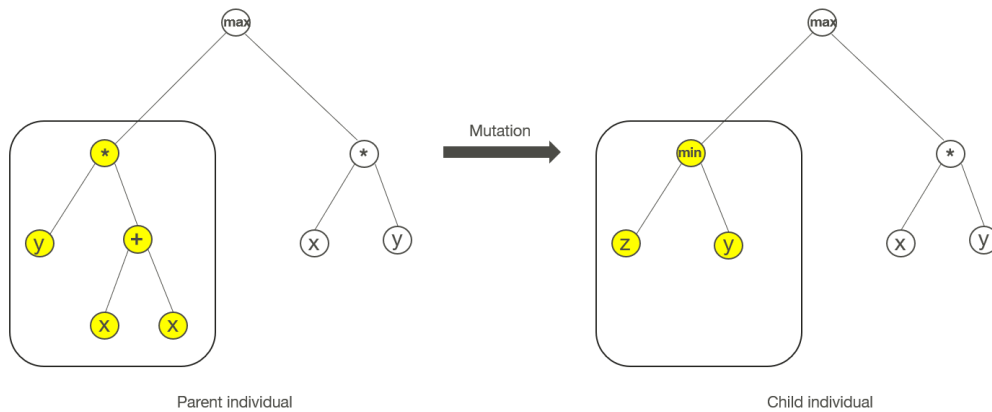 max
max
Mutation
*
*
min
*
y
+
x
y
z
y
x
y
x
x
Parent individual
Child individual